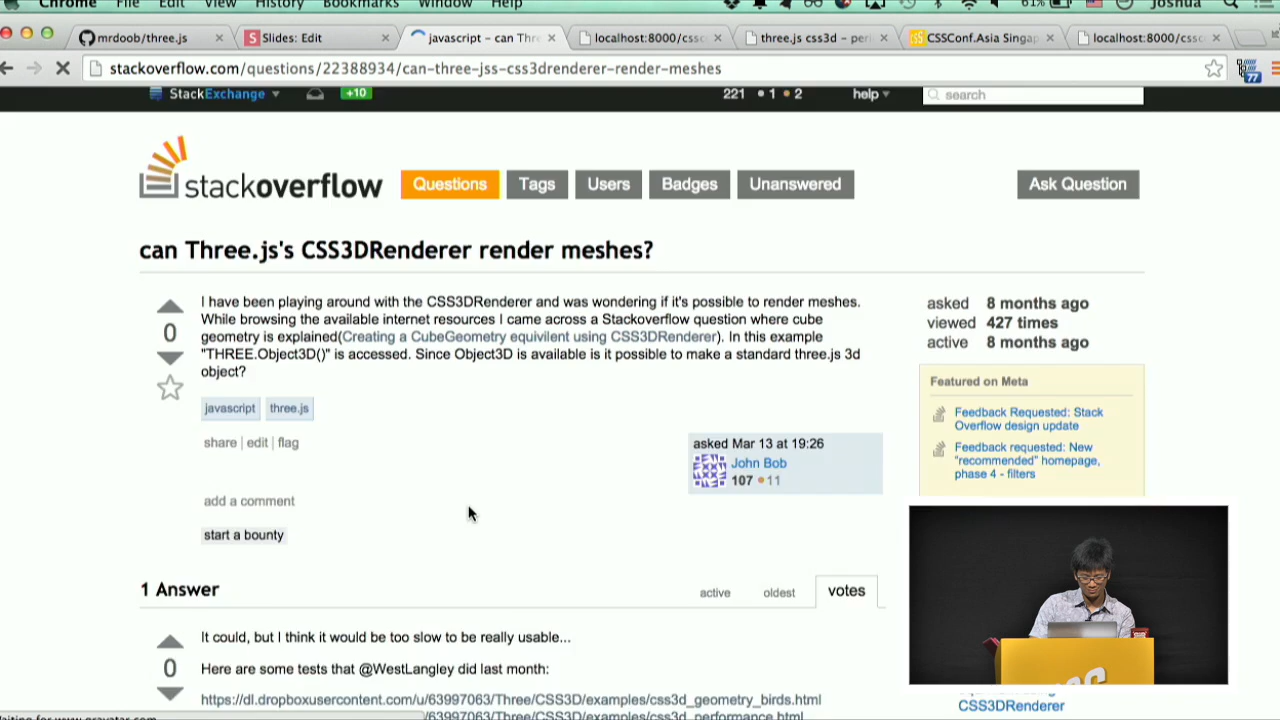 Chrome File Edit View History Bookmarks Window Help 61% Joshua
mrdoob/three.js × Slides: Edit × javascript – can Thre × localhost:8000/cssc × three.js css3d – peri × CSSConf.Asia Singap × localhost:8000/cssc ×
stackoverflow.com/questions/22388934/can-three-jss-css3drenderer-render-meshes
77
StackExchange +10 221 1 2 help search
stackoverflow Questions Tags Users Badges Unanswered Ask Question
can Three.js's CSS3DRenderer render meshes?
I have been playing around with the CSS3DRenderer and was wondering if it's possible to render meshes.
While browsing the available internet resources I came across a Stackoverflow question where cube
geometry is explained(Creating a CubeGeometry equivilent using CSS3DRenderer). In this example
"THREE.Object3D()" is accessed. Since Object3D is available is it possible to make a standard three.js 3d
object?
0
javascript three.js
share edit flag
asked Mar 13 at 19:26
John Bob
107 11
add a comment
start a bounty
asked 8 months ago
viewed 427 times
active 8 months ago
Featured on Meta
Feedback Requested: Stack
Overflow design update
Feedback requested: New
"recommended" homepage,
phase 4 - filters
1 Answer active oldest votes
It could, but I think it would be too slow to be really usable...
0
Here are some tests that @WestLangley did last month:
https://dl.dropboxusercontent.com/u/63997063/Three/CSS3D/examples/css3d_geometry_birds.html
/63997063/Three/CSS3D/examples/css3d_performance.html
CSS3DRenderer